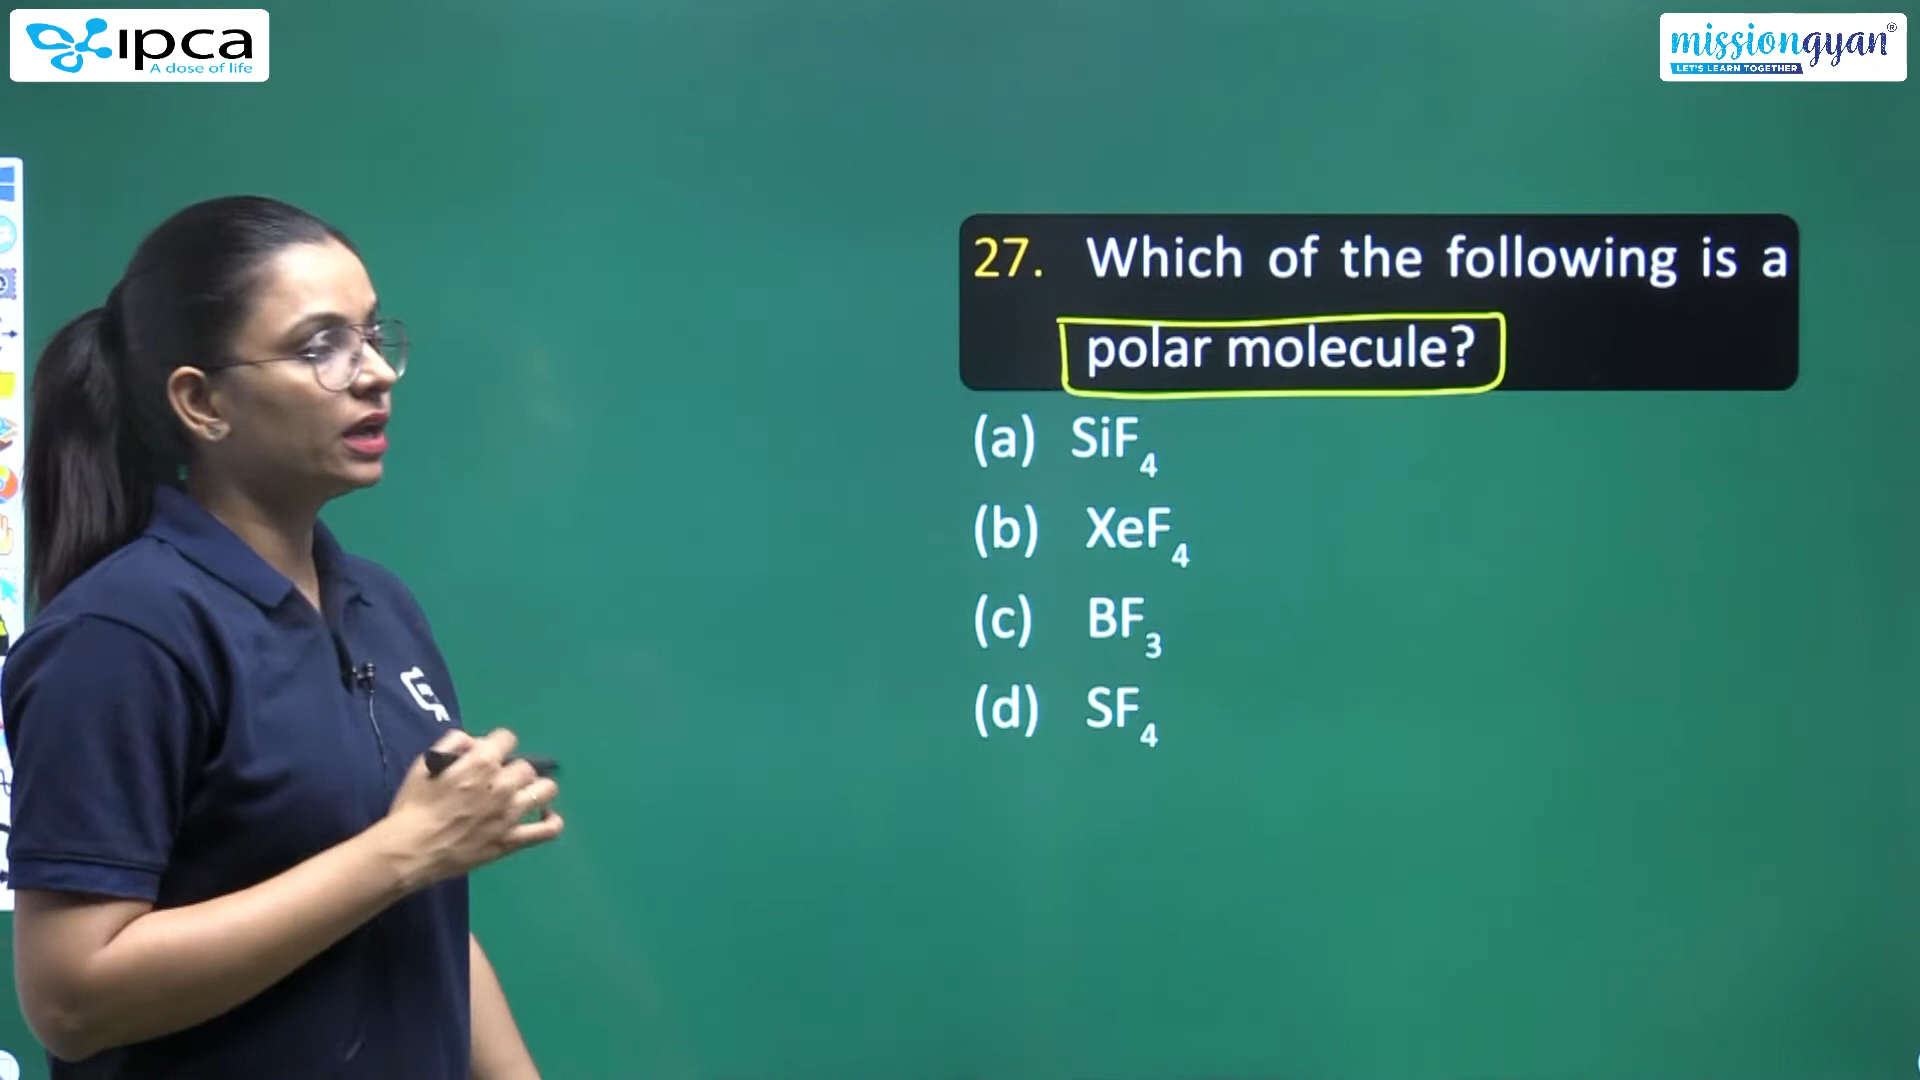 ipca
A dose of life
missiongyan®
LET'S LEARN TOGETHER
27. Which of the following is a
polar molecule?
(a) SiF₄
(b) XeF₄
(c) BF₃
(d) SF₄